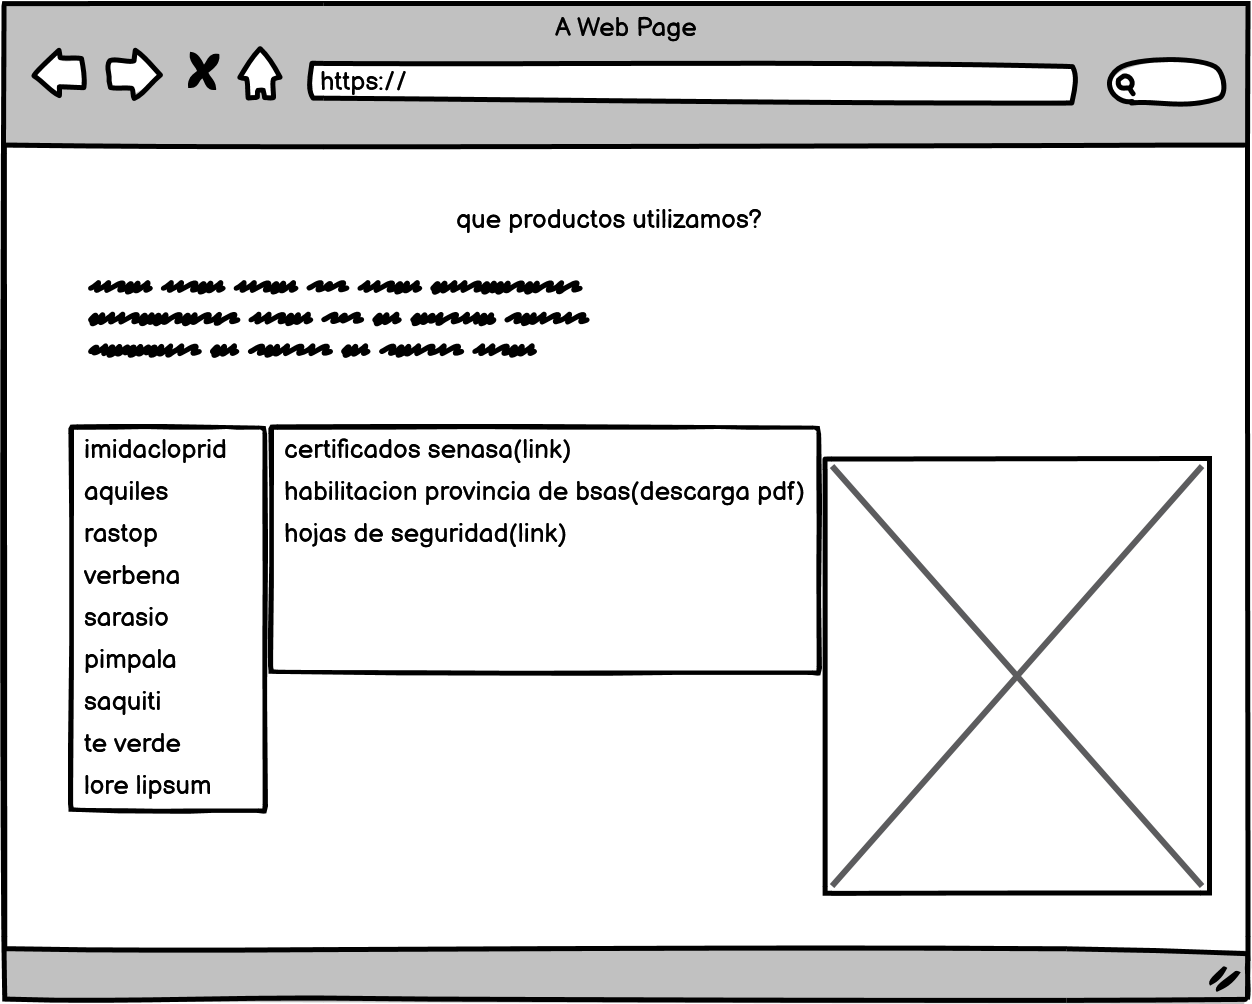 A Web Page
https://
que productos utilizamos?
imidacloprid
aquiles
rastop
verbena
sarasio
pimpala
saquiti
te verde
lore lipsum
certificados senasa(link)
habilitacion provincia de bsas(descarga pdf)
hojas de seguridad(link)